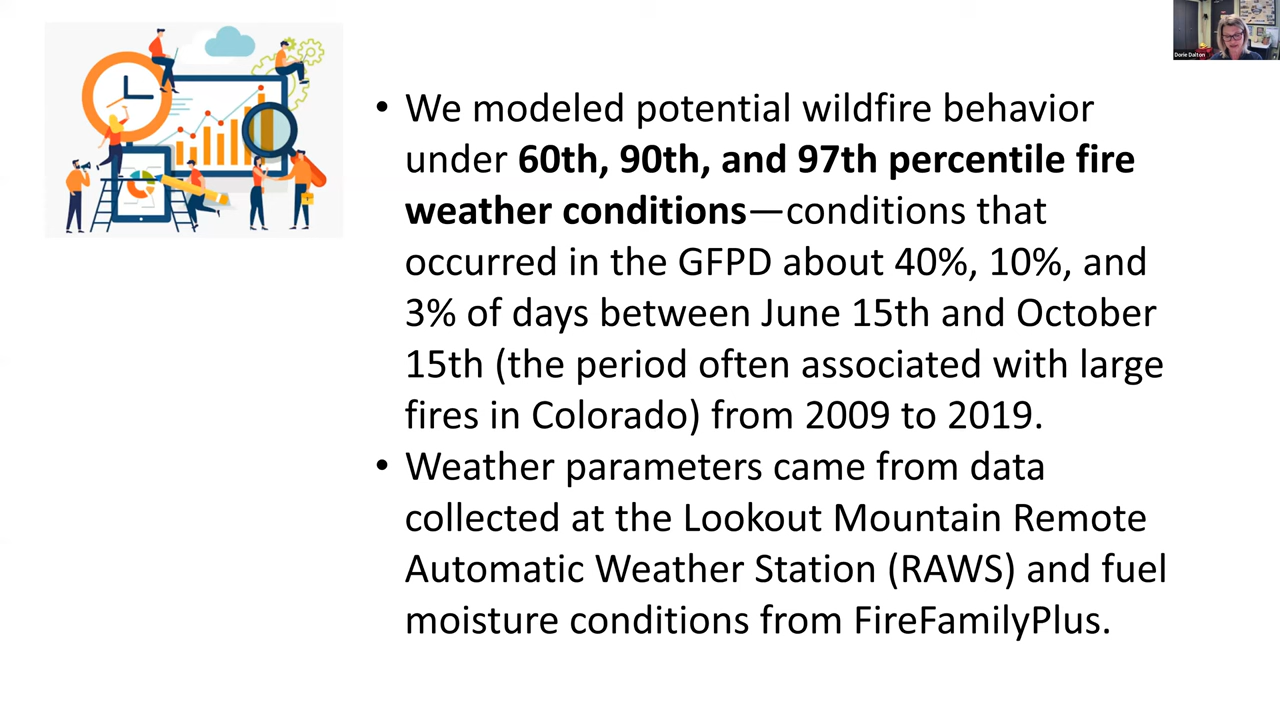 • We modeled potential wildfire behavior
under 60th, 90th, and 97th percentile fire
weather conditions—conditions that
occurred in the GFPD about 40%, 10%, and
3% of days between June 15th and October
15th (the period often associated with large
fires in Colorado) from 2009 to 2019.
• Weather parameters came from data
collected at the Lookout Mountain Remote
Automatic Weather Station (RAWS) and fuel
moisture conditions from FireFamilyPlus.
Dorie Dalton